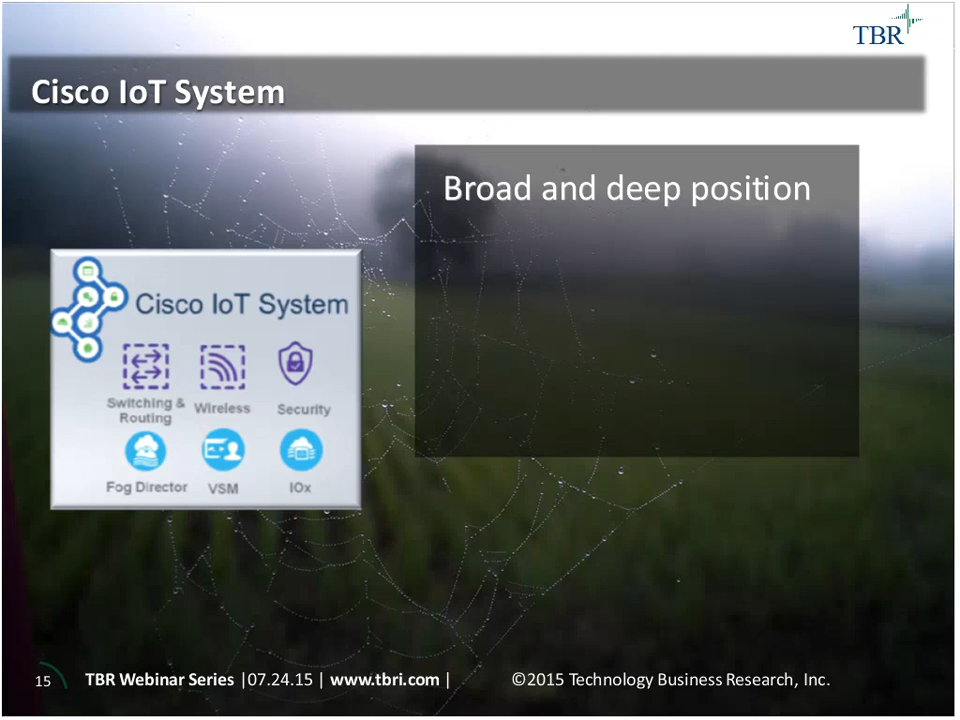 TBR
Cisco IoT System
Broad and deep position
Cisco IoT System
Switching & Wireless Security
Routing
Fog Director VSM IOx
15 TBR Webinar Series |07.24.15 | www.tbri.com | ©2015 Technology Business Research, Inc.